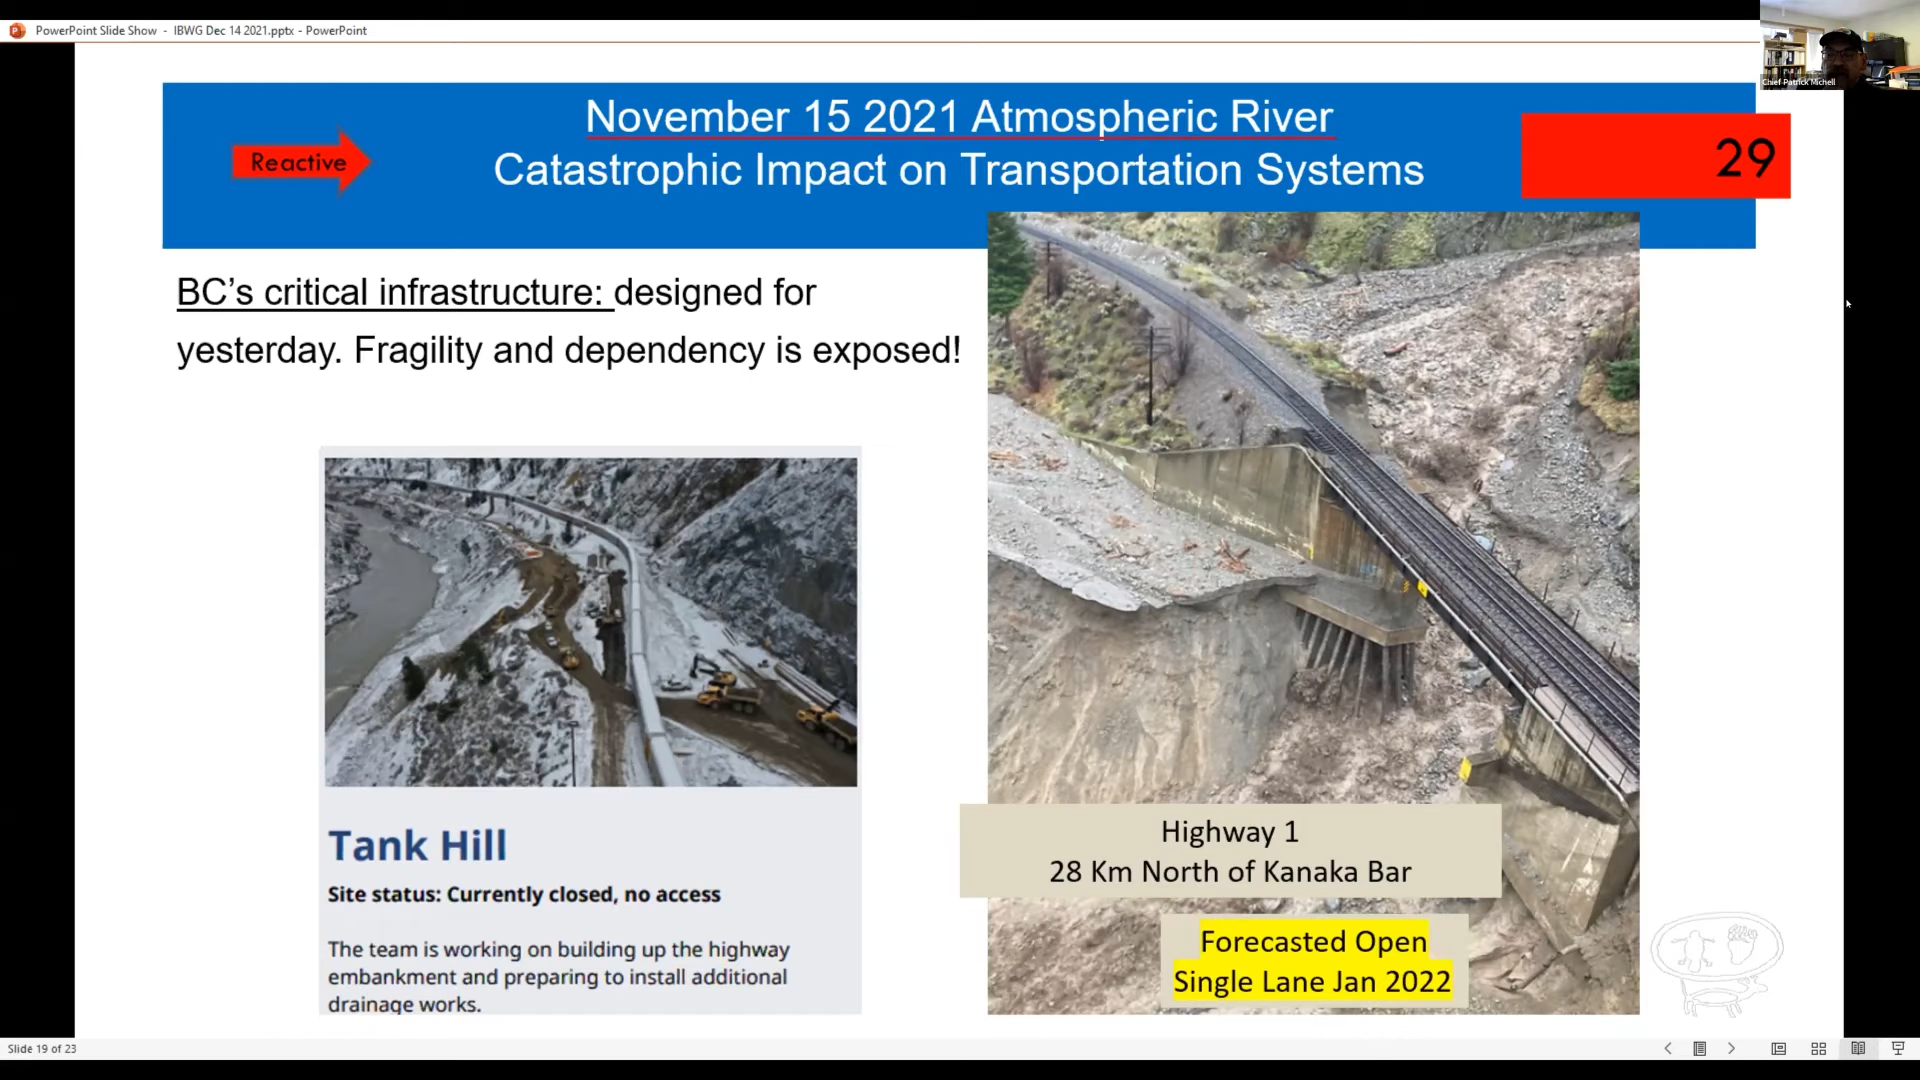 PowerPoint Slide Show - IBWG Dec 14 2021.pptx - PowerPoint
Chief Patrick Michell
November 15 2021 Atmospheric River
Catastrophic Impact on Transportation Systems
Reactive
29
BC’s critical infrastructure: designed for
yesterday. Fragility and dependency is exposed!
Tank Hill
Site status: Currently closed, no access
The team is working on building up the highway
embankment and preparing to install additional
drainage works.
Highway 1
28 Km North of Kanaka Bar
Forecasted Open
Single Lane Jan 2022
Slide 19 of 23